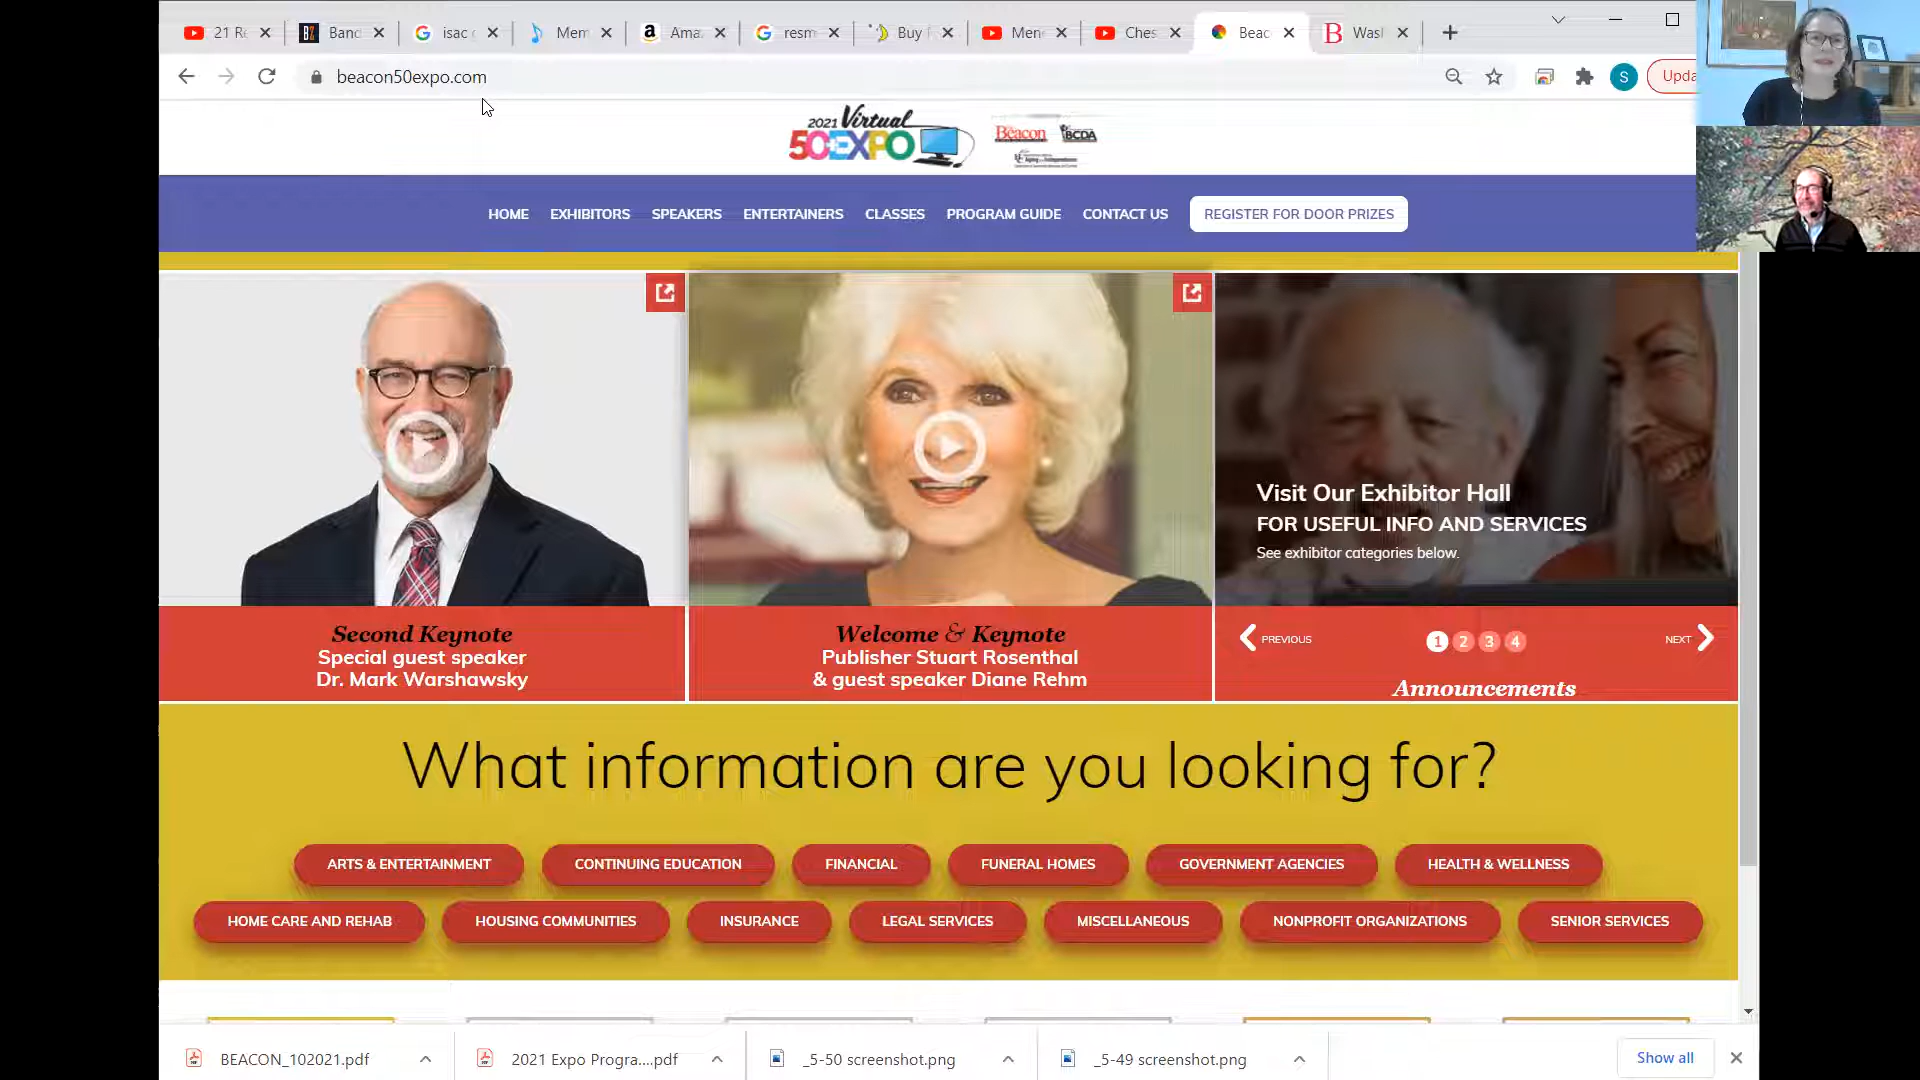 21 Re
Banc
isac
Mem
Ama
resm
Buy
Men
Ches
Beac
Wasl
beacon50expo.com
S
Upda
2021 Virtual
50+EXPO
Beacon
BCDA
HOME
EXHIBITORS
SPEAKERS
ENTERTAINERS
CLASSES
PROGRAM GUIDE
CONTACT US
REGISTER FOR DOOR PRIZES
Second Keynote
Special guest speaker
Dr. Mark Warshawsky
Welcome & Keynote
Publisher Stuart Rosenthal
& guest speaker Diane Rehm
Visit Our Exhibitor Hall
FOR USEFUL INFO AND SERVICES
See exhibitor categories below.
PREVIOUS
1 2 3 4
NEXT
Announcements
What information are you looking for?
ARTS & ENTERTAINMENT
CONTINUING EDUCATION
FINANCIAL
FUNERAL HOMES
GOVERNMENT AGENCIES
HEALTH & WELLNESS
HOME CARE AND REHAB
HOUSING COMMUNITIES
INSURANCE
LEGAL SERVICES
MISCELLANEOUS
NONPROFIT ORGANIZATIONS
SENIOR SERVICES
BEACON_102021.pdf
2021 Expo Progra....pdf
_5-50 screenshot.png
_5-49 screenshot.png
Show all